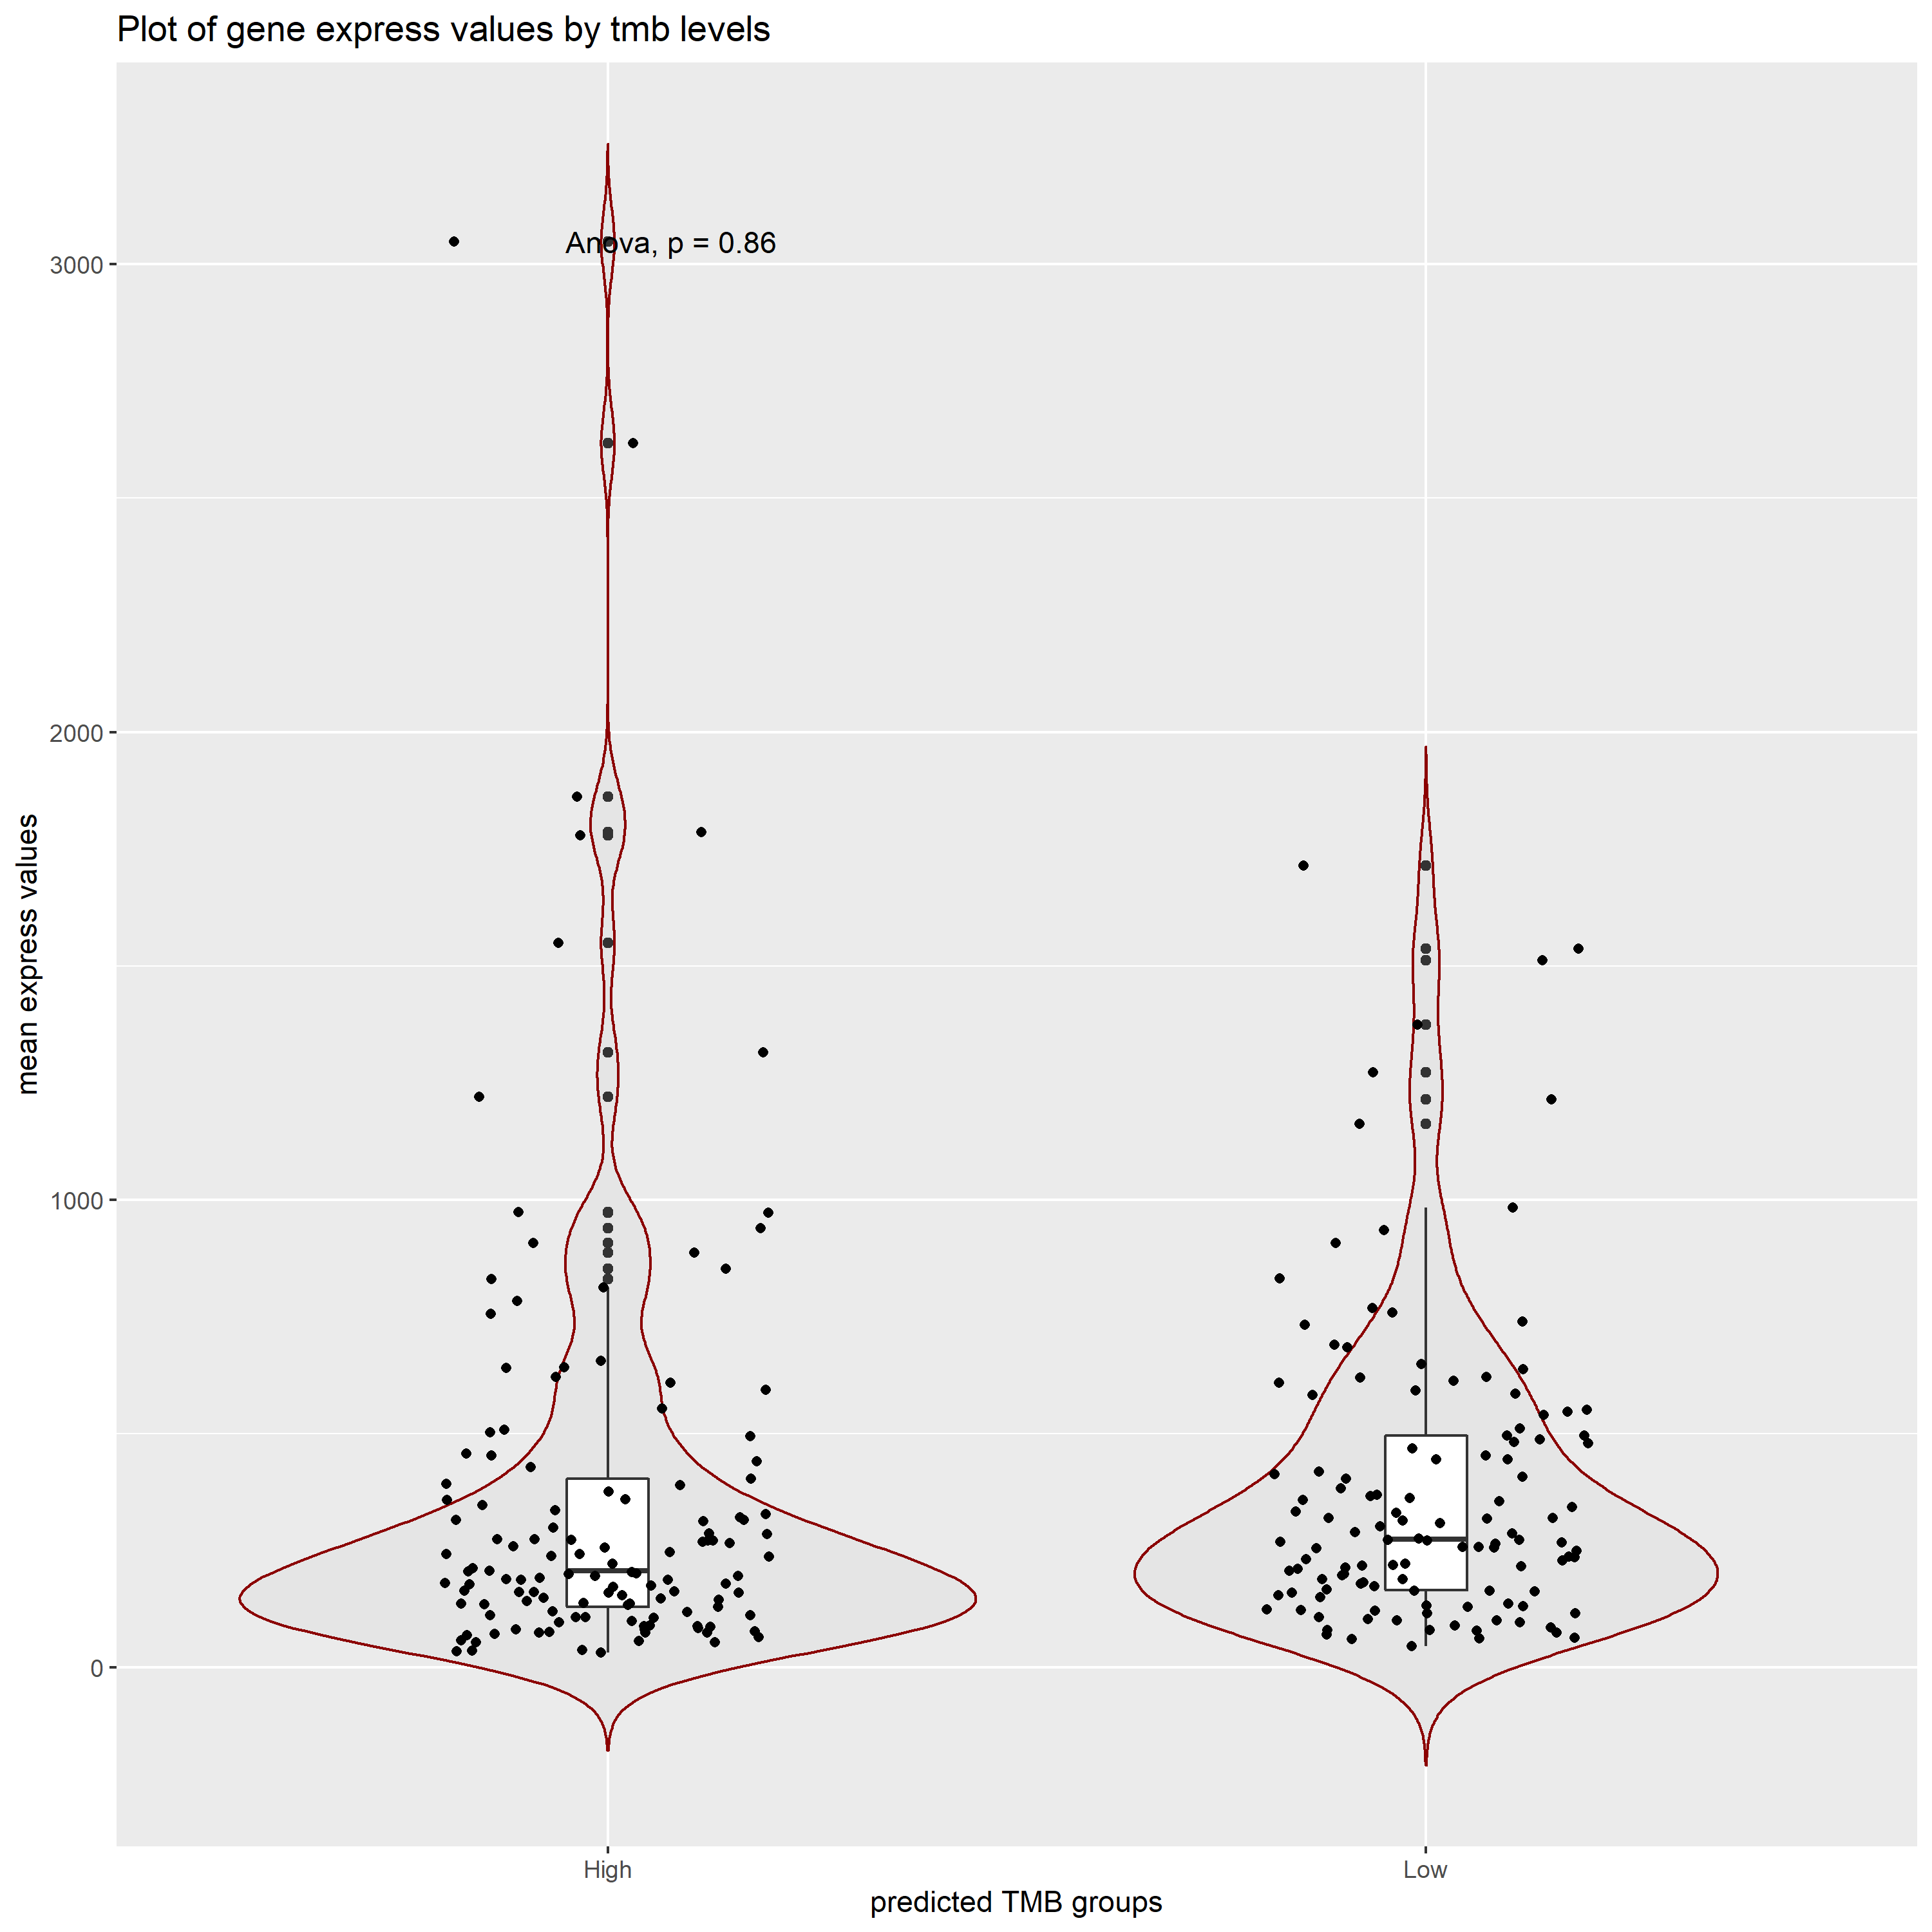 Plot of gene express values by tmb levels
Anova, p = 0.86
3000
2000
1000
0
mean express values
High
Low
predicted TMB groups